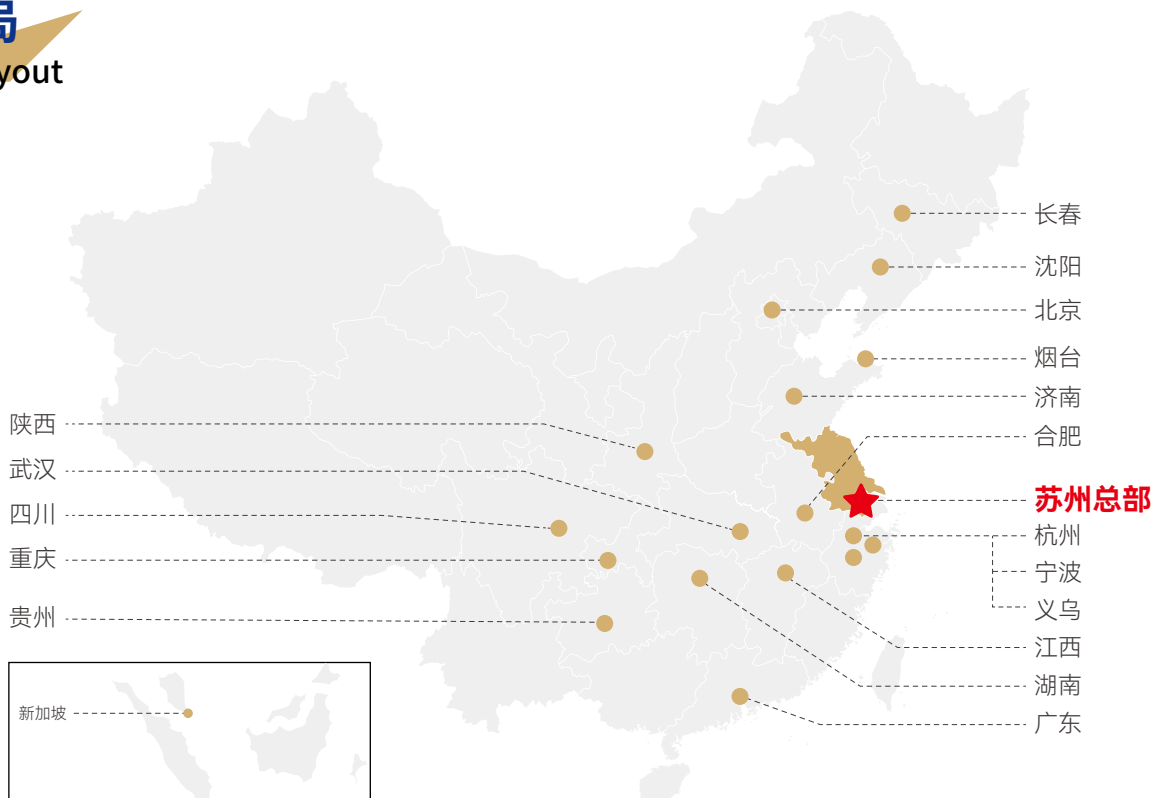 局
yout
长春
沈阳
北京
烟台
济南
合肥
苏州总部
杭州
宁波
义乌
江西
湖南
广东
陕西
武汉
四川
重庆
贵州
新加坡